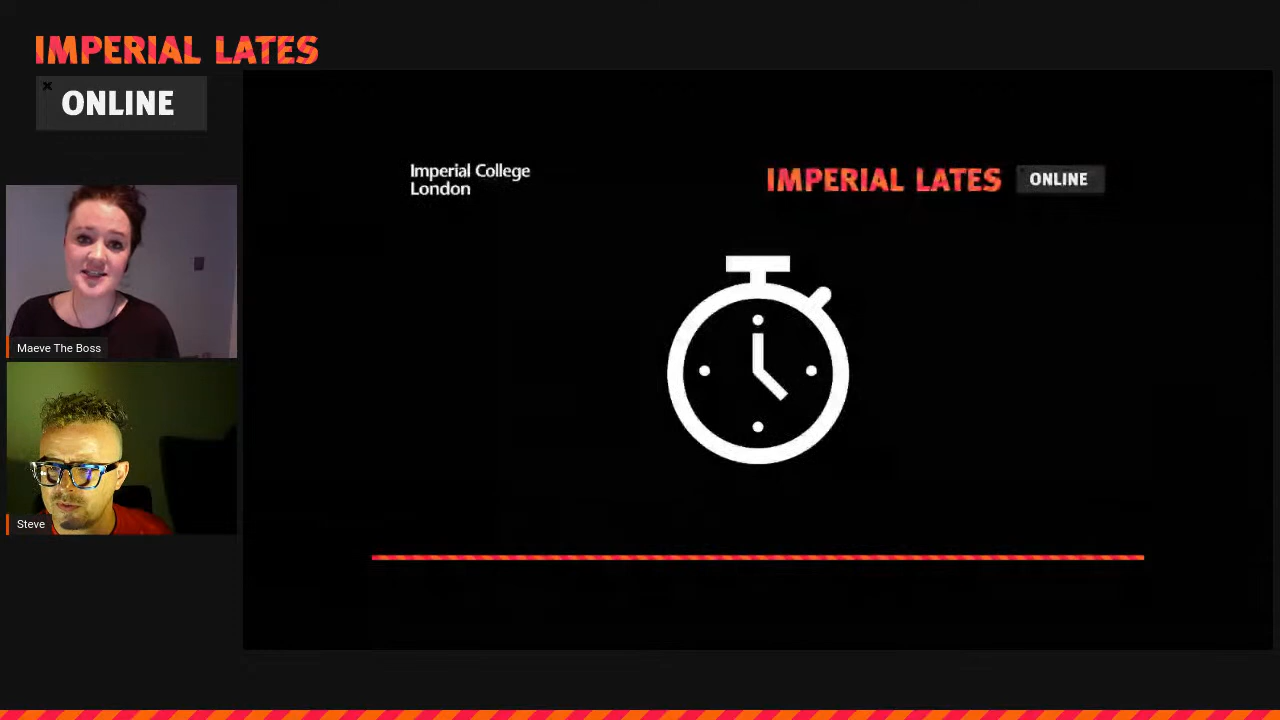 IMPERIAL LATES
ONLINE
Imperial College
London
IMPERIAL LATES ONLINE
Maeve The Boss
Steve